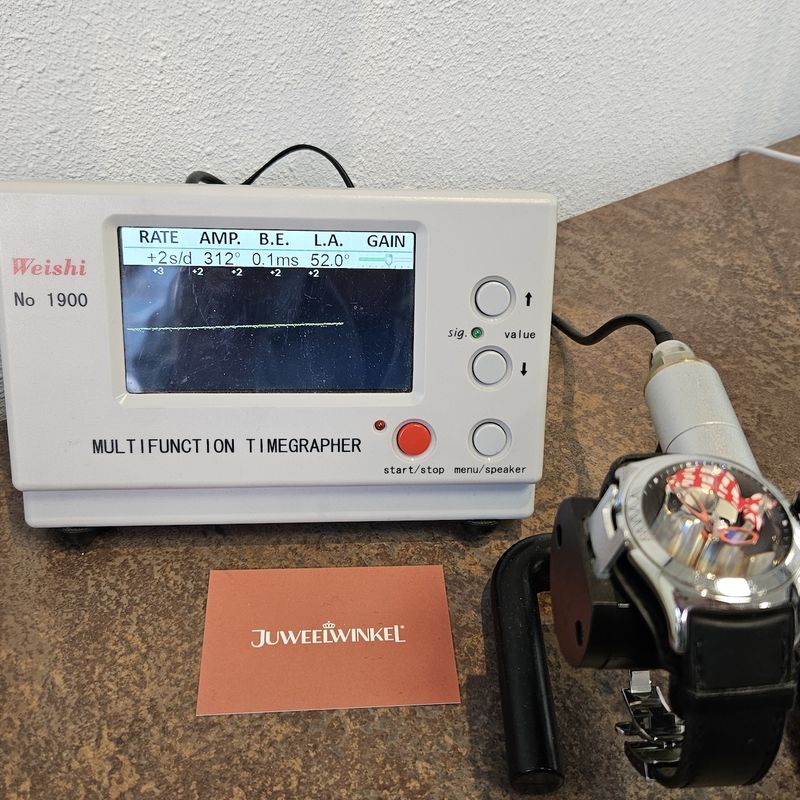 RATE AMP. B.E. L.A. GAIN
+2s/d 312° 0.1ms 52.0°
+3 +2 +2 +2 +2
Weishi
No 1900
sig. value
MULTIFUNCTION TIMEGRAPHER
start/stop menu/speaker
JUWEELWINKEL